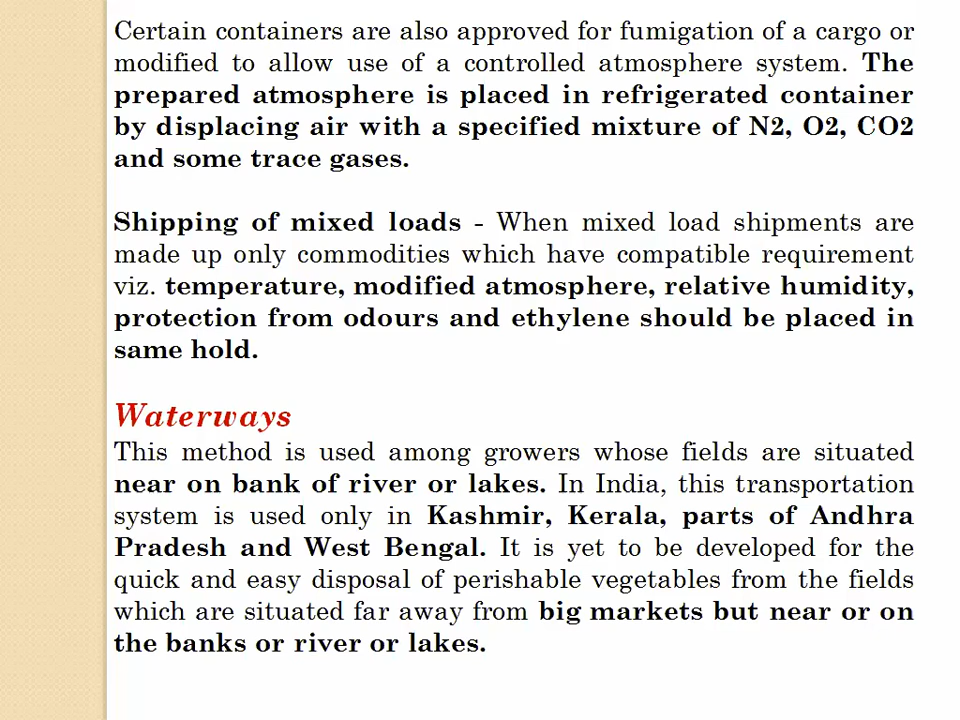 Certain containers are also approved for fumigation of a cargo or
modified to allow use of a controlled atmosphere system. The
prepared atmosphere is placed in refrigerated container
by displacing air with a specified mixture of N2, O2, CO2
and some trace gases.
Shipping of mixed loads - When mixed load shipments are
made up only commodities which have compatible requirement
viz. temperature, modified atmosphere, relative humidity,
protection from odours and ethylene should be placed in
same hold.
Waterways
This method is used among growers whose fields are situated
near on bank of river or lakes. In India, this transportation
system is used only in Kashmir, Kerala, parts of Andhra
Pradesh and West Bengal. It is yet to be developed for the
quick and easy disposal of perishable vegetables from the fields
which are situated far away from big markets but near or on
the banks or river or lakes.